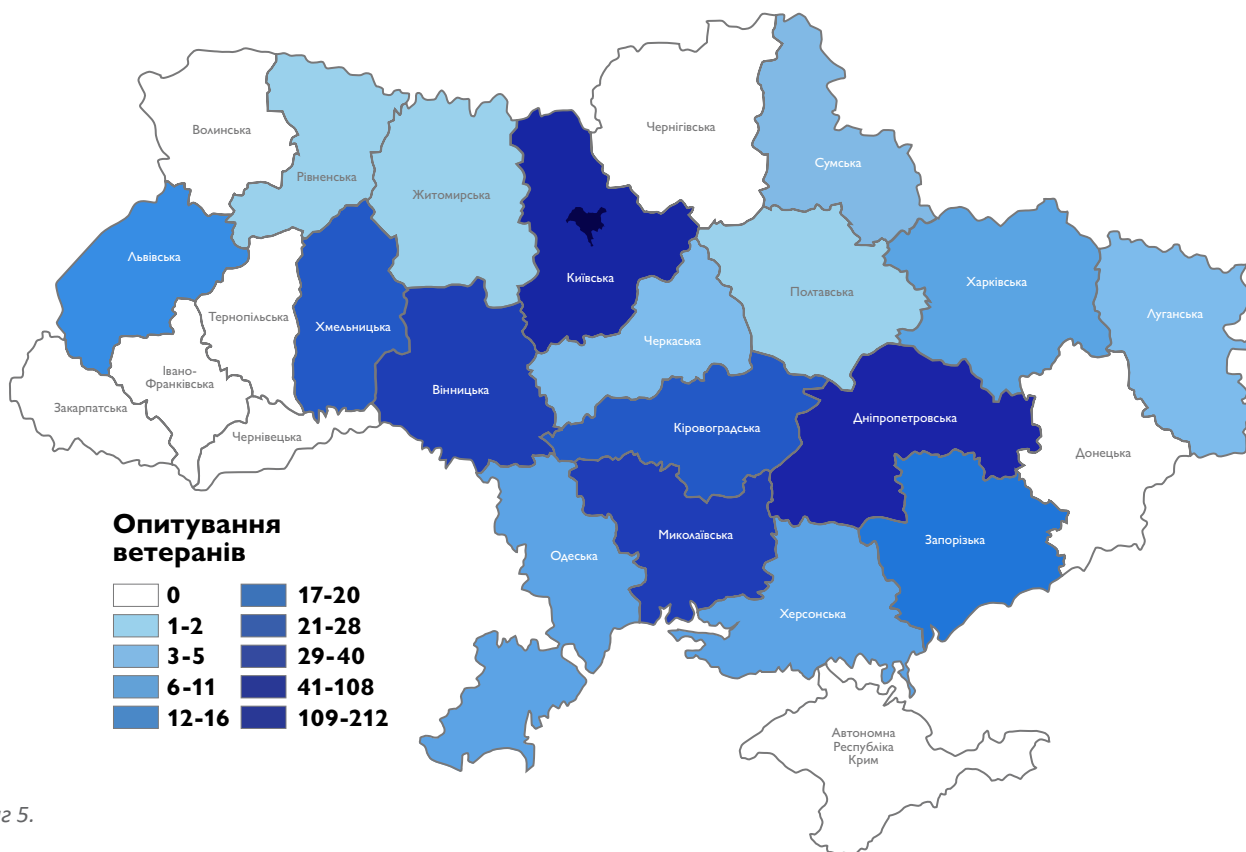 Волинська
Рівненська
Житомирська
Чернігівська
Сумська
Львівська
Тернопільська
Хмельницька
Київська
Полтавська
Харківська
Луганська
Закарпатська
Івано-
Франківська
Чернівецька
Вінницька
Черкаська
Кіровоградська
Дніпропетровська
Донецька
Одеська
Миколаївська
Херсонська
Запорізька
Автономна
Республіка
Крим
Опитування
ветеранів
0
1-2
3-5
6-11
12-16
17-20
21-28
29-40
41-108
109-212
г 5.